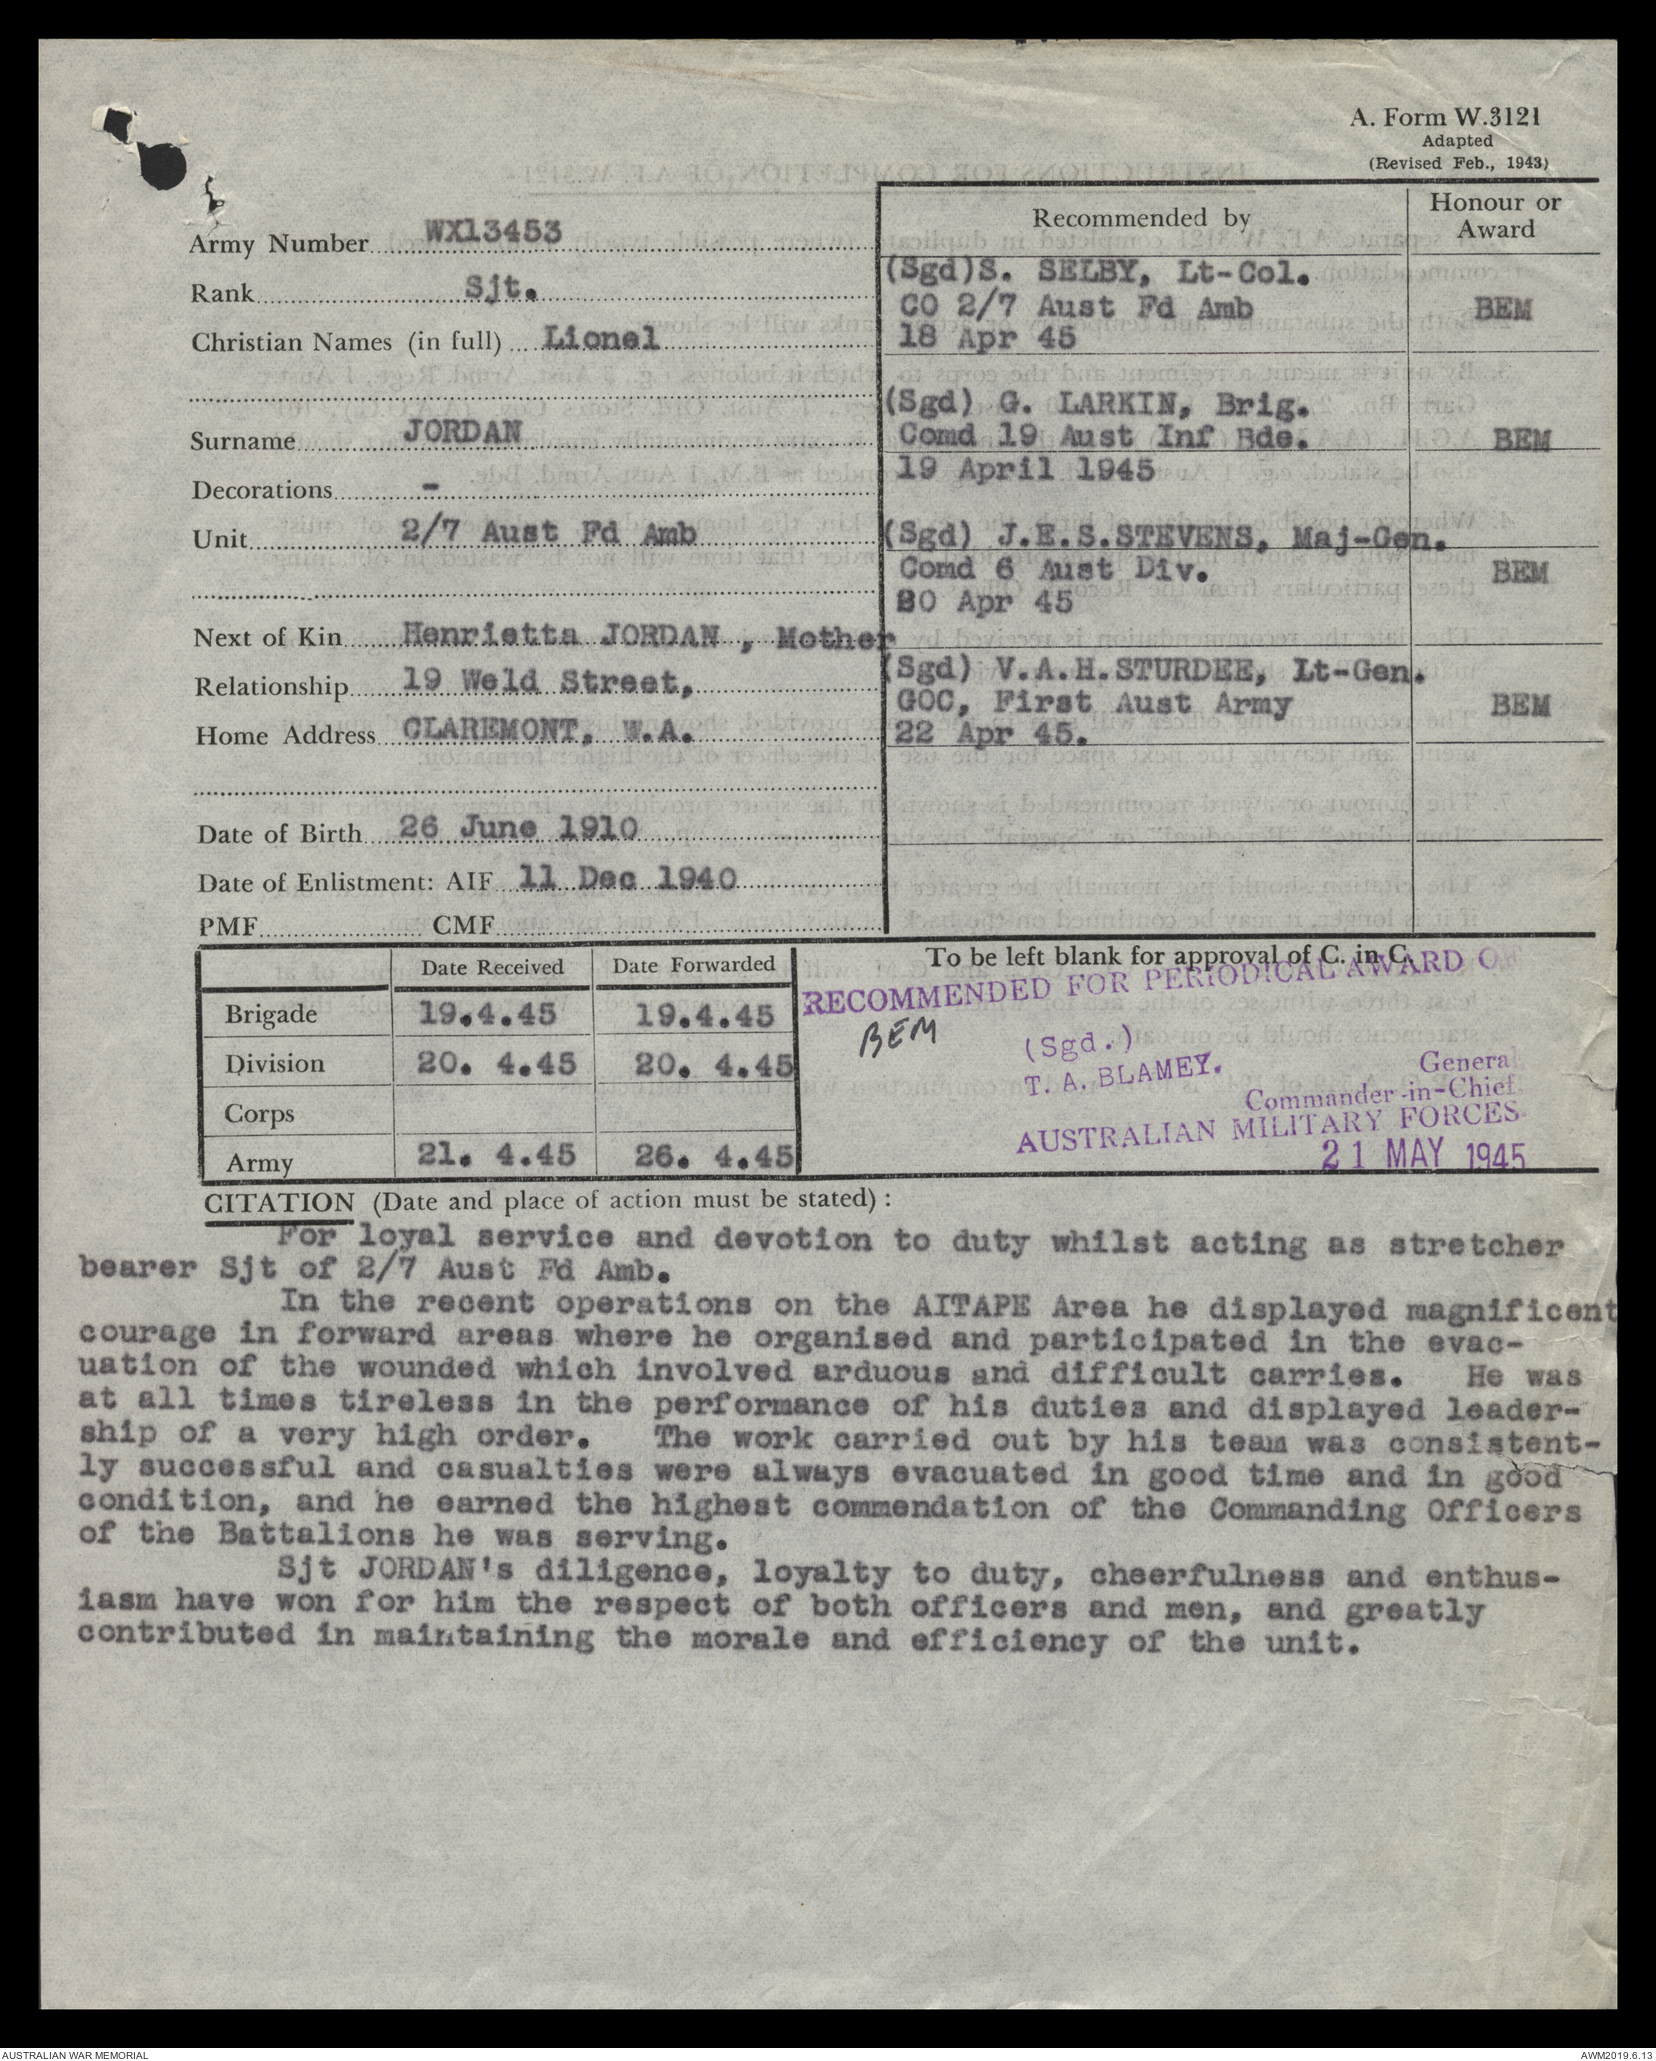 A. Form W.3121
Adapted
(Revised Feb., 1943)
Army Number WX13453
Rank Sjt.
Christian Names (in full) Lionel
Surname JORDAN
Decorations -
Unit 2/7 Aust Fd Amb
Next of Kin Henrietta JORDAN , Mother
Relationship 19 Weld Street,
Home Address CLAREMONT, W.A.
Date of Birth 26 June 1910
Date of Enlistment: AIF 11 Dec 1940
PMF CMF
Recommended by Honour or Award
(Sgd)S. SELBY, Lt-Col.
CO 2/7 Aust Fd Amb BEM
18 Apr 45
(Sgd) G. LARKIN, Brig.
Comd 19 Aust Inf Bde. BEM
19 April 1945
(Sgd) J.E.S.STEVENS, Maj-Gen.
Comd 6 Aust Div. BEM
Apr 45
(Sgd) V.A.H.STURDEE, Lt-Gen.
GOC, First Aust Army BEM
22 Apr 45.
Date Received Date Forwarded
Brigade 19.4.45 19.4.45
Division 20. 4.45 20. 4.45
Corps
Army 21. 4.45 26. 4.45
To be left blank for approval of C. in C.
RECOMMENDED FOR PERIODICAL AWARD OF
BEM
(Sgd.)
T. A. BLAMEY.
General
Commander-in-Chief
AUSTRALIAN MILITARY FORCES
21 MAY 1945
CITATION (Date and place of action must be stated) :
For loyal service and devotion to duty whilst acting as stretcher
bearer Sjt of 2/7 Aust Fd Amb.
In the recent operations on the AITAPE Area he displayed magnificent
courage in forward areas where he organised and participated in the evac-
uation of the wounded which involved arduous and difficult carries. He was
at all times tireless in the performance of his duties and displayed leader-
ship of a very high order. The work carried out by his team was consistent-
ly successful and casualties were always evacuated in good time and in good
condition, and he earned the highest commendation of the Commanding Officers
of the Battalions he was serving.
Sjt JORDAN's diligence, loyalty to duty, cheerfulness and enthus-
iasm have won for him the respect of both officers and men, and greatly
contributed in maintaining the morale and efficiency of the unit.
AUSTRALIAN WAR MEMORIAL
AWM2019.6.13